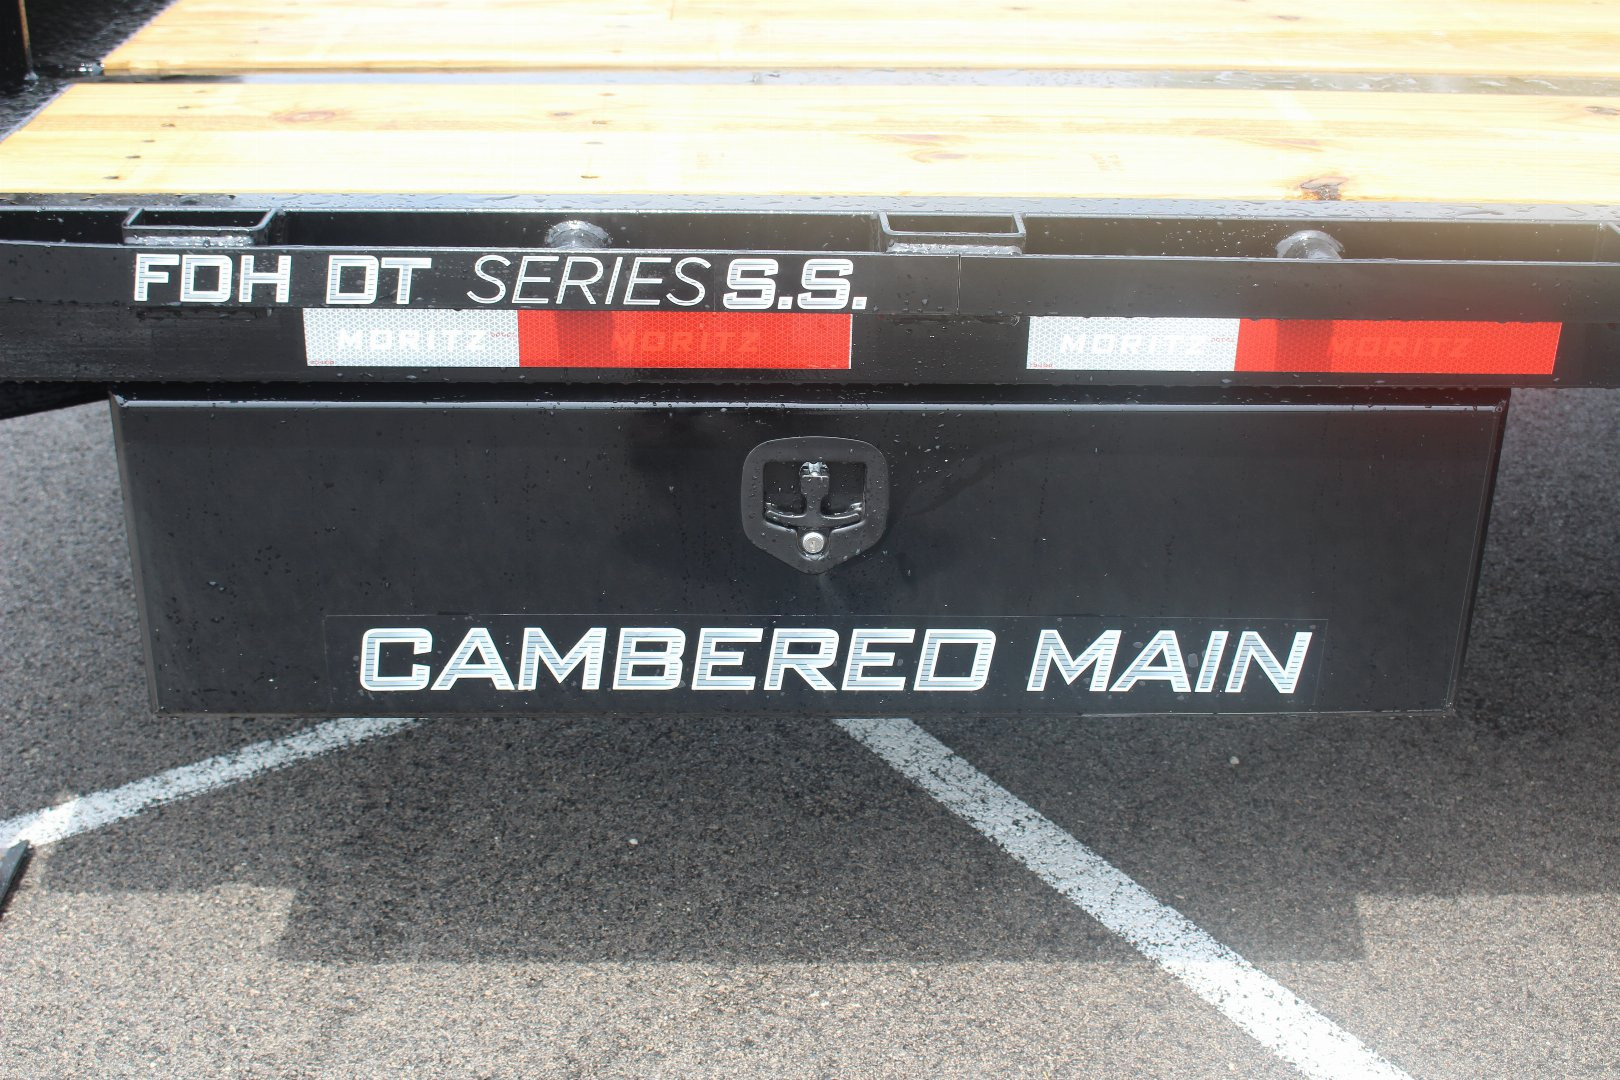 FDH DT SERIES S.S.
MORITZ MORITZ MORITZ MORITZ
CAMBERED MAIN